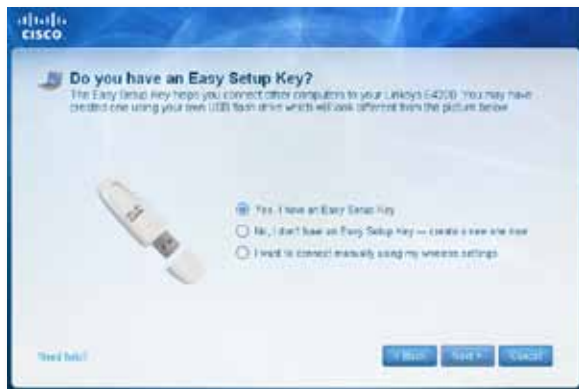 CISCO
Do you have an Easy Setup Key?
The Easy Setup Key helps you connect other computers to your Linksys E4200. You may have
created one using your own USB flash drive which will look different from the picture below.
Yes, I have an Easy Setup Key
No, I don't have an Easy Setup Key — create a new one now
I want to connect manually using my wireless settings
Need help?
Back
Next
Cancel